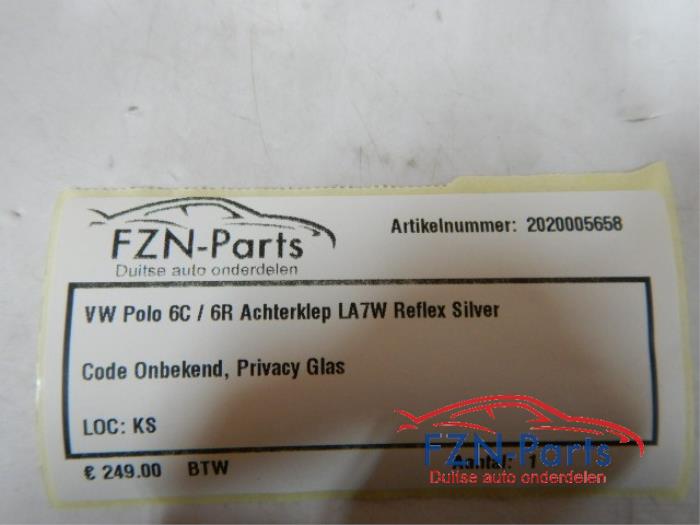 FZN-Parts
Duitse auto onderdelen
Artikelnummer: 2020005658
VW Polo 6C / 6R Achterklep LA7W Reflex Silver
Code Onbekend, Privacy Glas
LOC: KS
€ 249.00 BTW
Aantal: 1
FZN-Parts
Duitse auto onderdelen